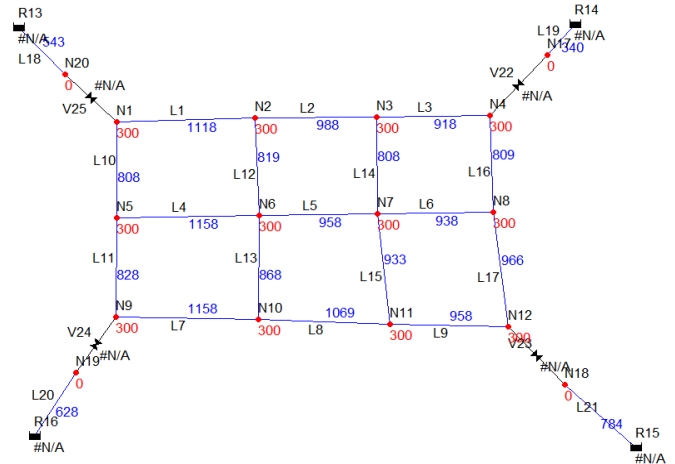 R13
#N/A
543
L18
N20
0
#N/A
V25
R14
#N/A
L19
N17
340
0
V22
#N/A
N1
300
L1
1118
N2
300
L2
988
N3
300
L3
918
N4
300
L10
808
L12
819
L14
808
L16
809
N5
300
L4
1158
N6
300
L5
958
N7
300
L6
938
N8
300
L11
828
L13
868
L15
933
L17
966
N9
300
L7
1158
N10
300
L8
1069
N11
300
L9
958
N12
300
V24
#N/A
N19
0
L20
628
R16
#N/A
V23
#N/A
N18
0
L21
784
R15
#N/A